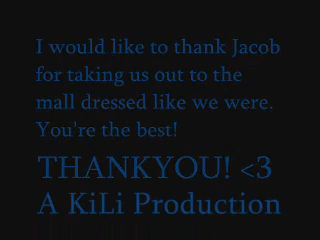 I would like to thank Jacob
for taking us out to the
mall dressed like we were.
You're the best!
THANKYOU! <3
A KiLi Production